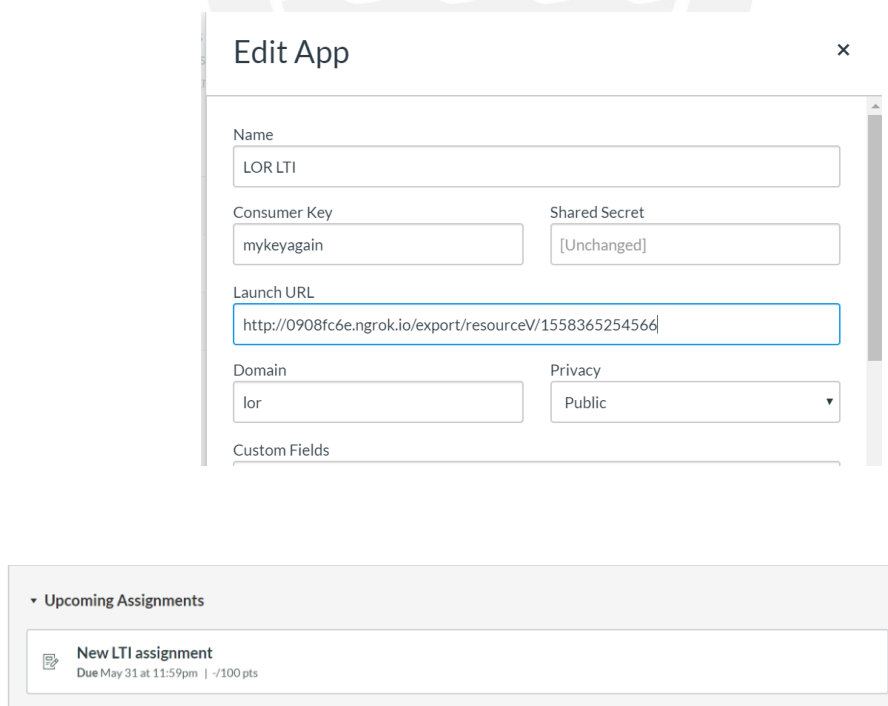 Edit App ×
Name
LOR LTI
Consumer Key Shared Secret
mykeyagain [Unchanged]
Launch URL
http://0908fc6e.ngrok.io/export/resourceV/1558365254566
Domain Privacy
lor Public
Custom Fields
Upcoming Assignments
New LTI assignment
Due May 31 at 11:59pm | -/100 pts